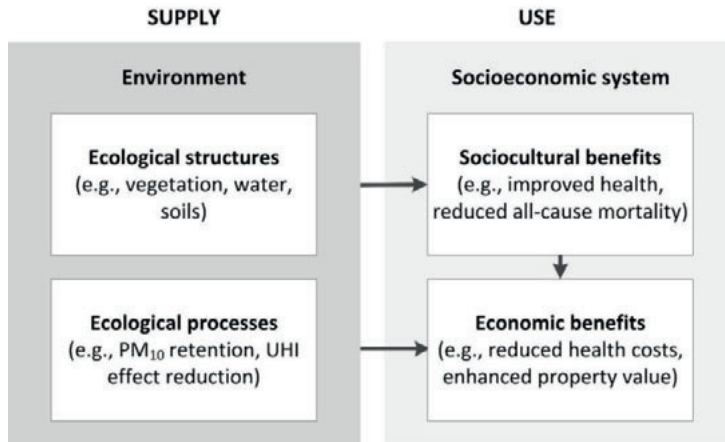 SUPPLY
Environment
Ecological structures
(e.g., vegetation, water,
soils)
Ecological processes
(e.g., PM₁₀ retention, UHI
effect reduction)
USE
Socioeconomic system
Sociocultural benefits
(e.g., improved health,
reduced all-cause mortality)
Economic benefits
(e.g., reduced health costs,
enhanced property value)